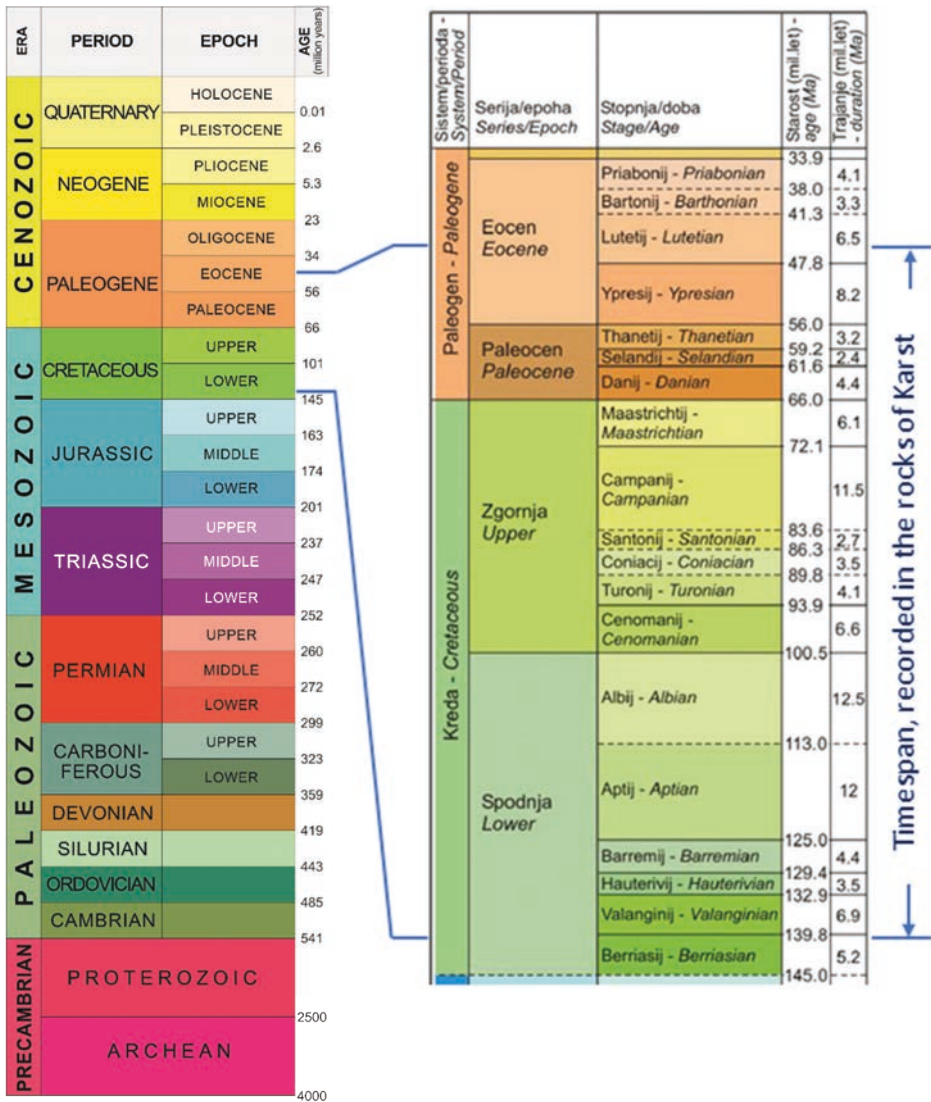 ERA
PERIOD
EPOCH
AGE
(million years)
CENOZOIC
QUATERNARY
HOLOCENE
0.01
PLEISTOCENE
2.6
NEOGENE
PLIOCENE
5.3
MIOCENE
23
PALEOGENE
OLIGOCENE
34
EOCENE
56
PALEOCENE
66
MESOZOIC
CRETACEOUS
UPPER
101
LOWER
145
JURASSIC
UPPER
163
MIDDLE
174
LOWER
201
TRIASSIC
UPPER
237
MIDDLE
247
LOWER
252
PALEOZOIC
PERMIAN
UPPER
260
MIDDLE
272
LOWER
299
CARBONI-
FEROUS
UPPER
323
LOWER
359
DEVONIAN
419
SILURIAN
443
ORDOVICIAN
485
CAMBRIAN
541
PRECAMBRIAN
PROTEROZOIC
2500
ARCHEAN
4000
Sistem/perioda -
System/Period
Serija/epoha
Series/Epoch
Stopnja/doba
Stage/Age
Starost (mil.let) -
age (Ma)
Trajanje (mil.let)
- duration (Ma)
Paleogen - Paleogene
Eocen
Eocene
33.9
Priabonij - Priabonian
4.1
38.0
Bartonij - Barthonian
3.3
41.3
Lutetij - Lutetian
6.5
47.8
Ypresij - Ypresian
8.2
56.0
Paleocen
Paleocene
Thanetij - Thanetian
3.2
59.2
Selandij - Selandian
2.4
61.6
Danij - Danian
4.4
66.0
Kreda - Cretaceous
Zgornja
Upper
Maastrichtij -
Maastrichtian
6.1
72.1
Campanij -
Campanian
11.5
83.6
Santonij - Santonian
2.7
86.3
Coniacij - Coniacian
3.5
89.8
Turonij - Turonian
4.1
93.9
Cenomanij -
Cenomanian
6.6
100.5
Spodnja
Lower
Albij - Albian
12.5
113.0
Aptij - Aptian
12
125.0
Barremij - Barremian
4.4
129.4
Hauterivij - Hauterivian
3.5
132.9
Valanginij - Valanginian
6.9
139.8
Berriasij - Berriasian
5.2
145.0
Timespan, recorded in the rocks of Karst